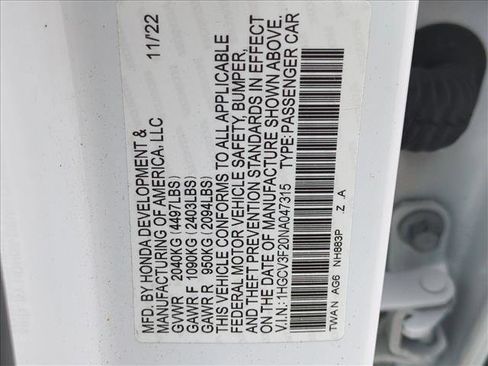 MFD. BY HONDA DEVELOPMENT &
MANUFACTURING OF AMERICA, LLC 11/22
GVWR 2040KG (4497LBS)
GAWR F 1090KG (2403LBS)
GAWR R 950KG (2094LBS)
THIS VEHICLE CONFORMS TO ALL APPLICABLE
FEDERAL MOTOR VEHICLE SAFETY, BUMPER,
AND THEFT PREVENTION STANDARDS IN EFFECT
ON THE DATE OF MANUFACTURE SHOWN ABOVE.
V.I.N.: 1HGCV3F20NA047315 TYPE: PASSENGER CAR
TWAN AG6 NH883P Z A